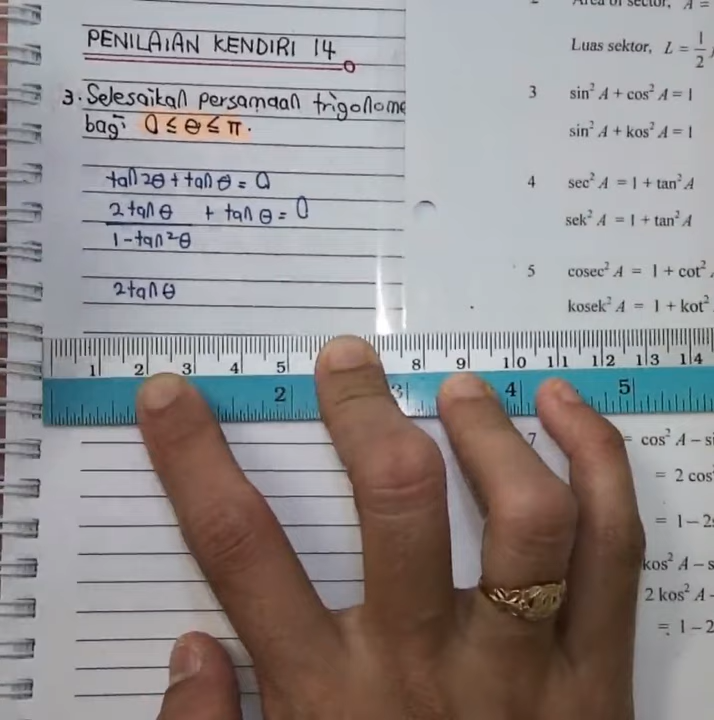 PENILAIAN KENDIRI 14
3. Selesaikan persamaan trigonome
bagi 0 ≤ θ ≤ π.
tan 2θ + tan θ = 0
2 tan θ + tan θ = 0
1 - tan²θ
2 tan θ
Luas sektor, L = 1/2
3 sin² A + cos² A = 1
sin² A + kos² A = 1
4 sec² A = 1 + tan² A
sek² A = 1 + tan² A
5 cosec² A = 1 + cot²
kosek² A = 1 + kot²
1 2 3 4 5 8 9 10 11 12 13 14
2 3 4 5
7 = cos² A – si
= 2 cos
= 1 – 2
kos² A – s
2 kos² A -
= 1 – 2